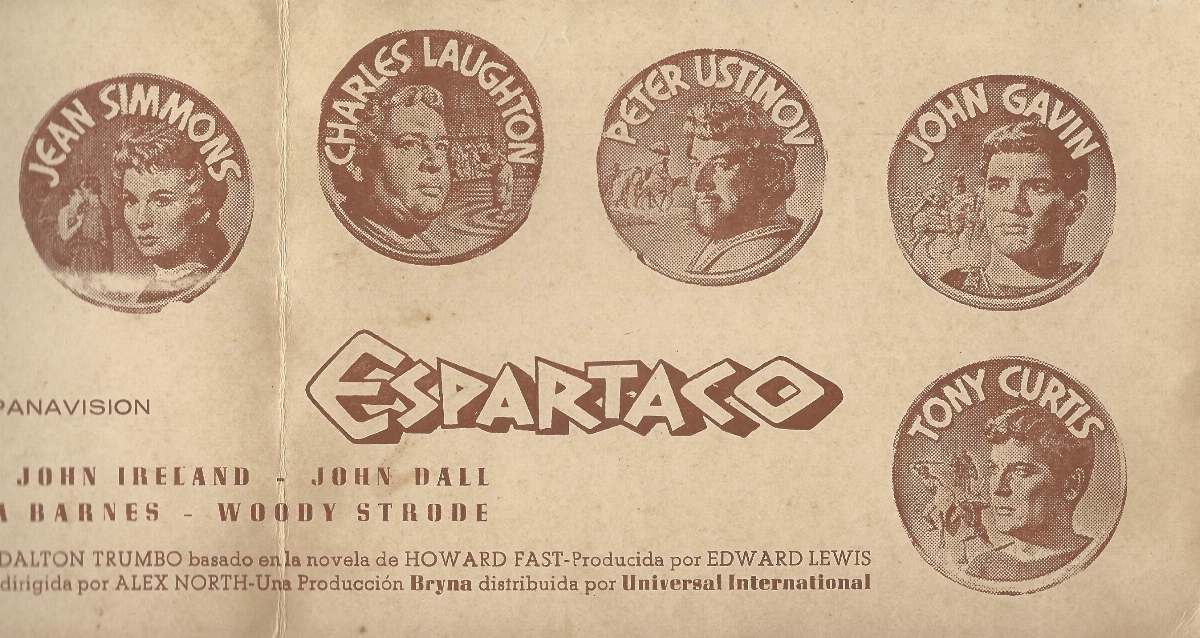 JEAN SIMMONS
CHARLES LAUGHTON
PETER USTINOV
JOHN GAVIN
ESPARTACO
TONY CURTIS
PANAVISION
JOHN IRELAND - JOHN DALL
A BARNES - WOODY STRODE
DALTON TRUMBO basado en la novela de HOWARD FAST-Producida por EDWARD LEWIS
dirigida por ALEX NORTH-Una Producción Bryna distribuida por Universal International